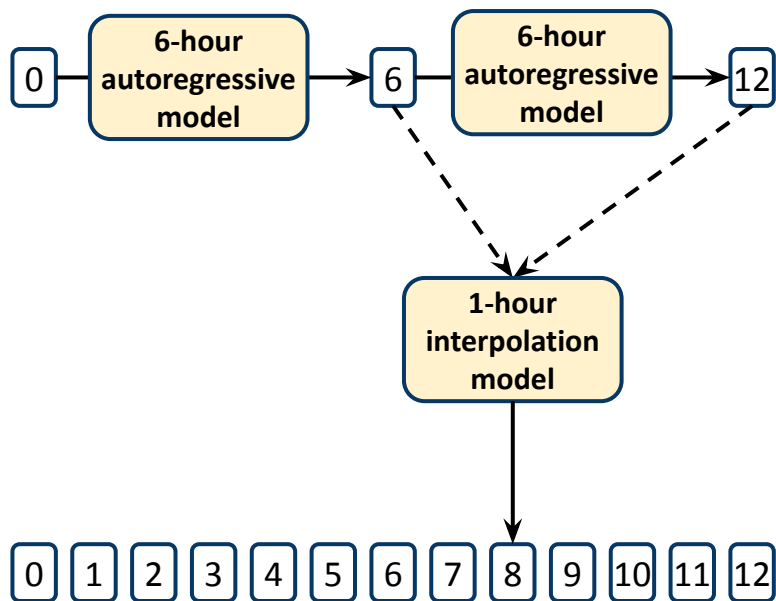 0
6-hour
autoregressive
model
6
6-hour
autoregressive
model
12
1-hour
interpolation
model
0 1 2 3 4 5 6 7 8 9 10 11 12